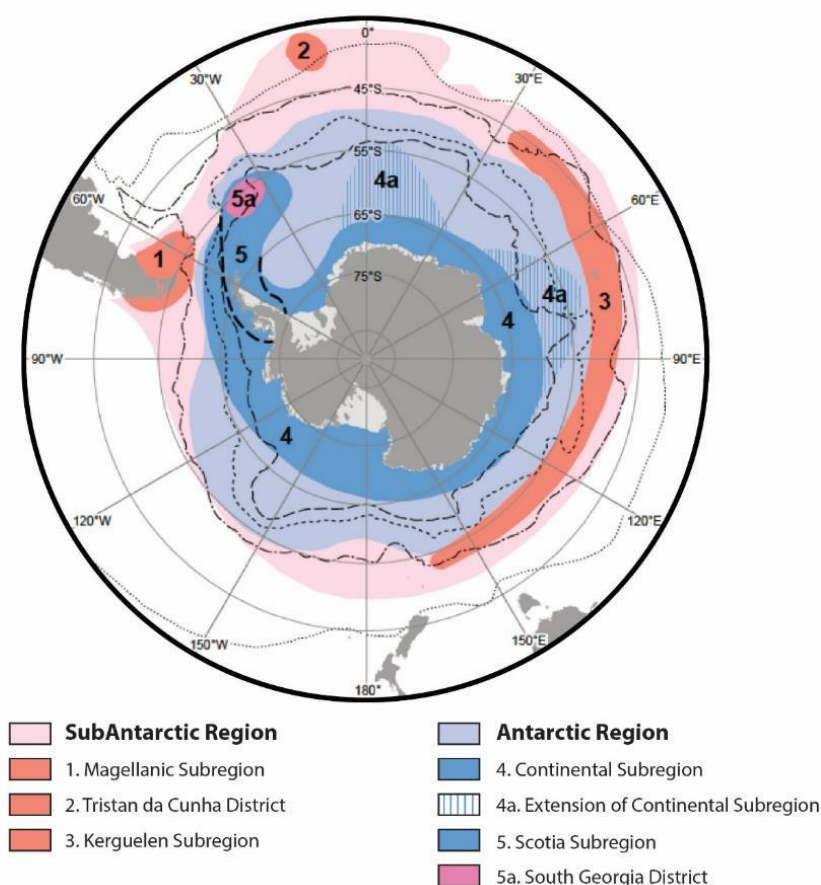 0°
2
30°W
30°E
45°S
55°S
4a
60°W
5a
60°E
65°S
1
5
75°S
4a
4
3
90°W
90°E
4
120°W
120°E
150°W
150°E
180°
SubAntarctic Region
1. Magellanic Subregion
2. Tristan da Cunha District
3. Kerguelen Subregion
Antarctic Region
4. Continental Subregion
4a. Extension of Continental Subregion
5. Scotia Subregion
5a. South Georgia District